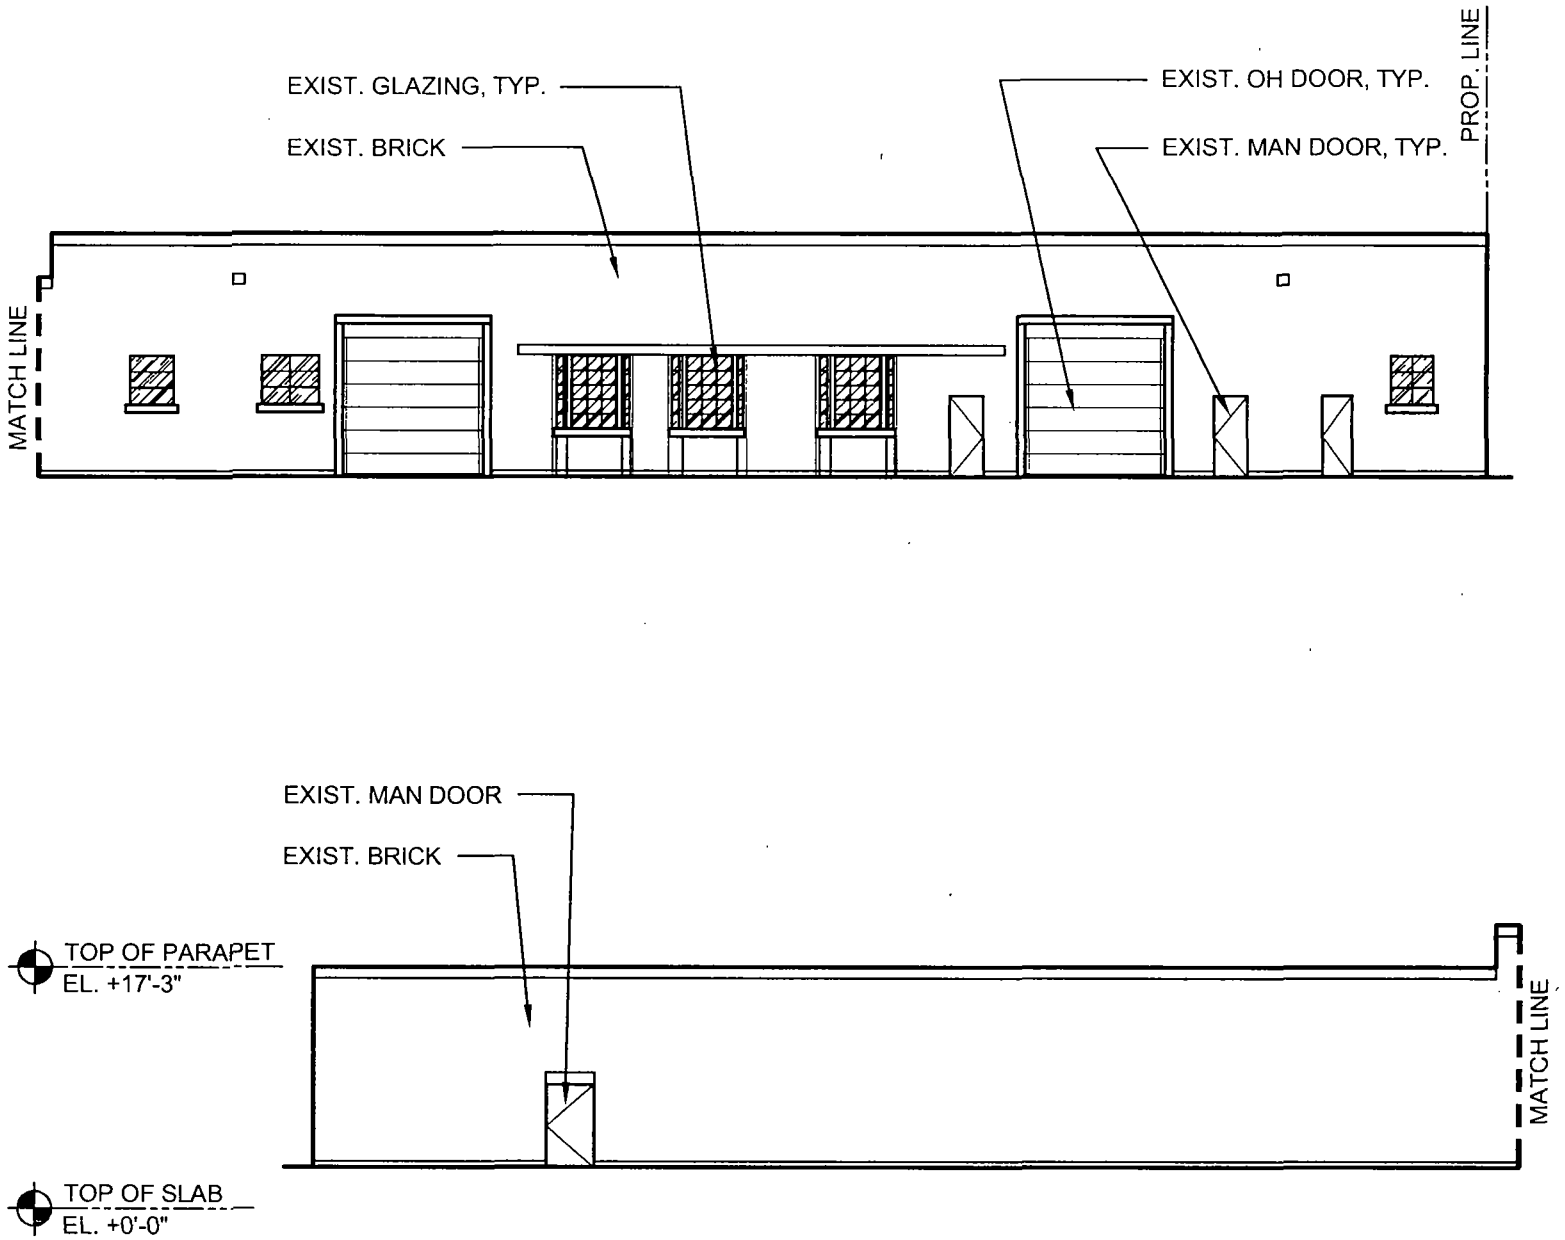 EXIST. GLAZING, TYP.
EXIST. BRICK
EXIST. OH DOOR, TYP.
EXIST. MAN DOOR, TYP.
PROP. LINE
MATCH LINE
EXIST. MAN DOOR
EXIST. BRICK
TOP OF PARAPET
EL. +17'-3"
MATCH LINE
TOP OF SLAB
EL. +0'-0"